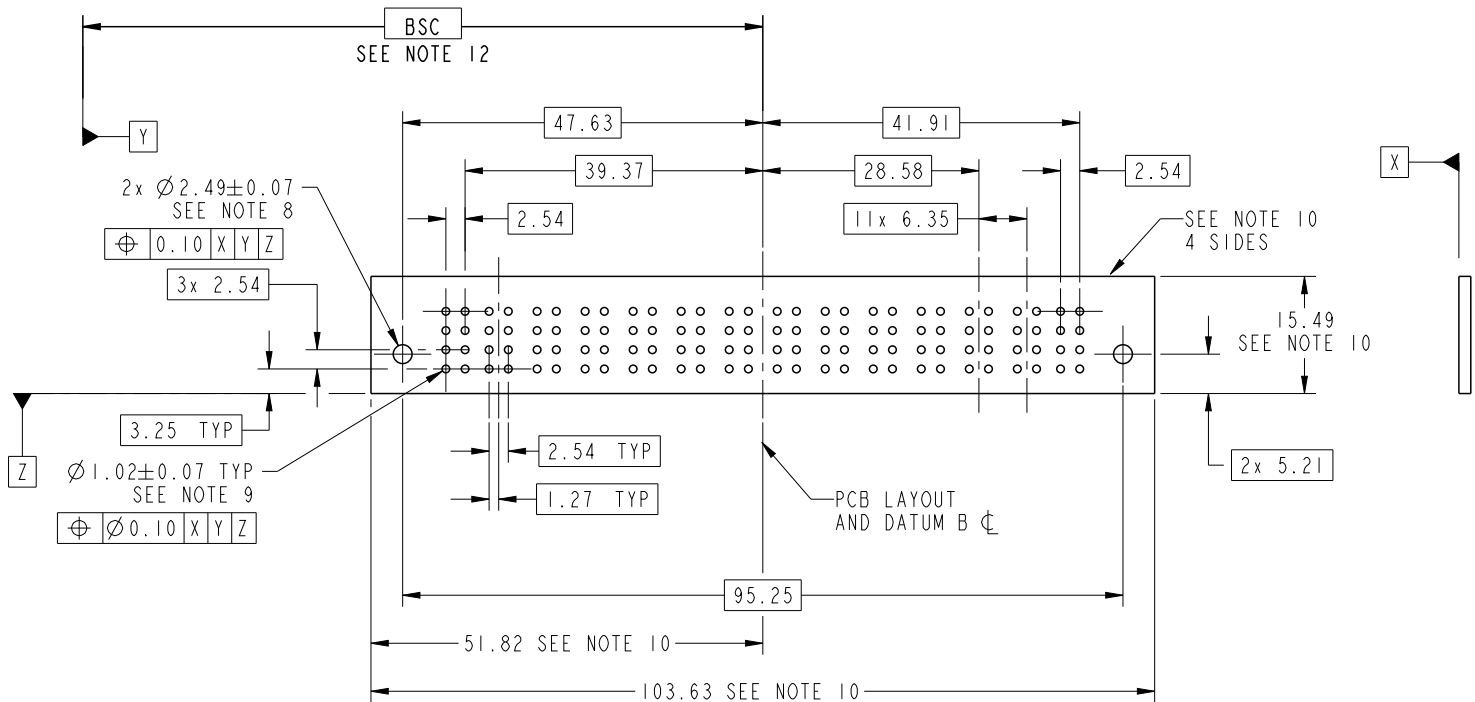 BSC
SEE NOTE 12
47.63
41.91
Y
X
39.37
28.58
2.54
2x Ø2.49±0.07
SEE NOTE 8
2.54
11x 6.35
SEE NOTE 10
4 SIDES
⌖ 0.10 X Y Z
3x 2.54
15.49
SEE NOTE 10
3.25 TYP
2.54 TYP
2x 5.21
Z
Ø1.02±0.07 TYP
SEE NOTE 9
1.27 TYP
PCB LAYOUT
AND DATUM B ℄
⌖ Ø0.10 X Y Z
95.25
51.82 SEE NOTE 10
103.63 SEE NOTE 10